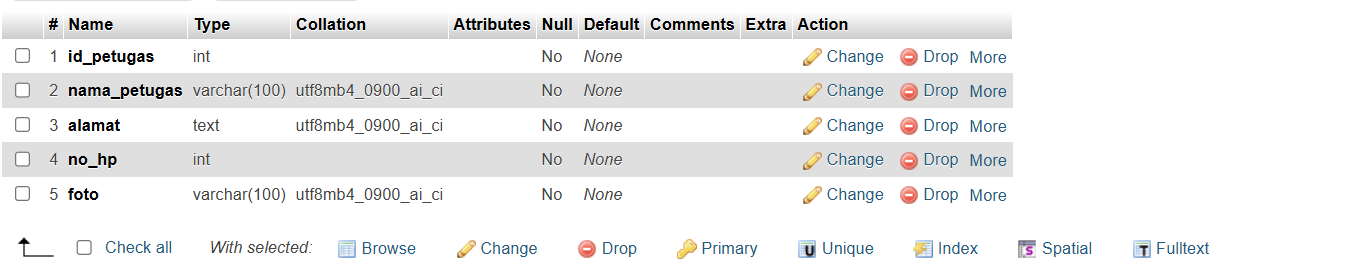 # Name Type Collation Attributes Null Default Comments Extra Action
1 id_petugas int No None Change Drop More
2 nama_petugas varchar(100) utf8mb4_0900_ai_ci No None Change Drop More
3 alamat text utf8mb4_0900_ai_ci No None Change Drop More
4 no_hp int No None Change Drop More
5 foto varchar(100) utf8mb4_0900_ai_ci No None Change Drop More
Check all With selected: Browse Change Drop Primary Unique Index Spatial Fulltext